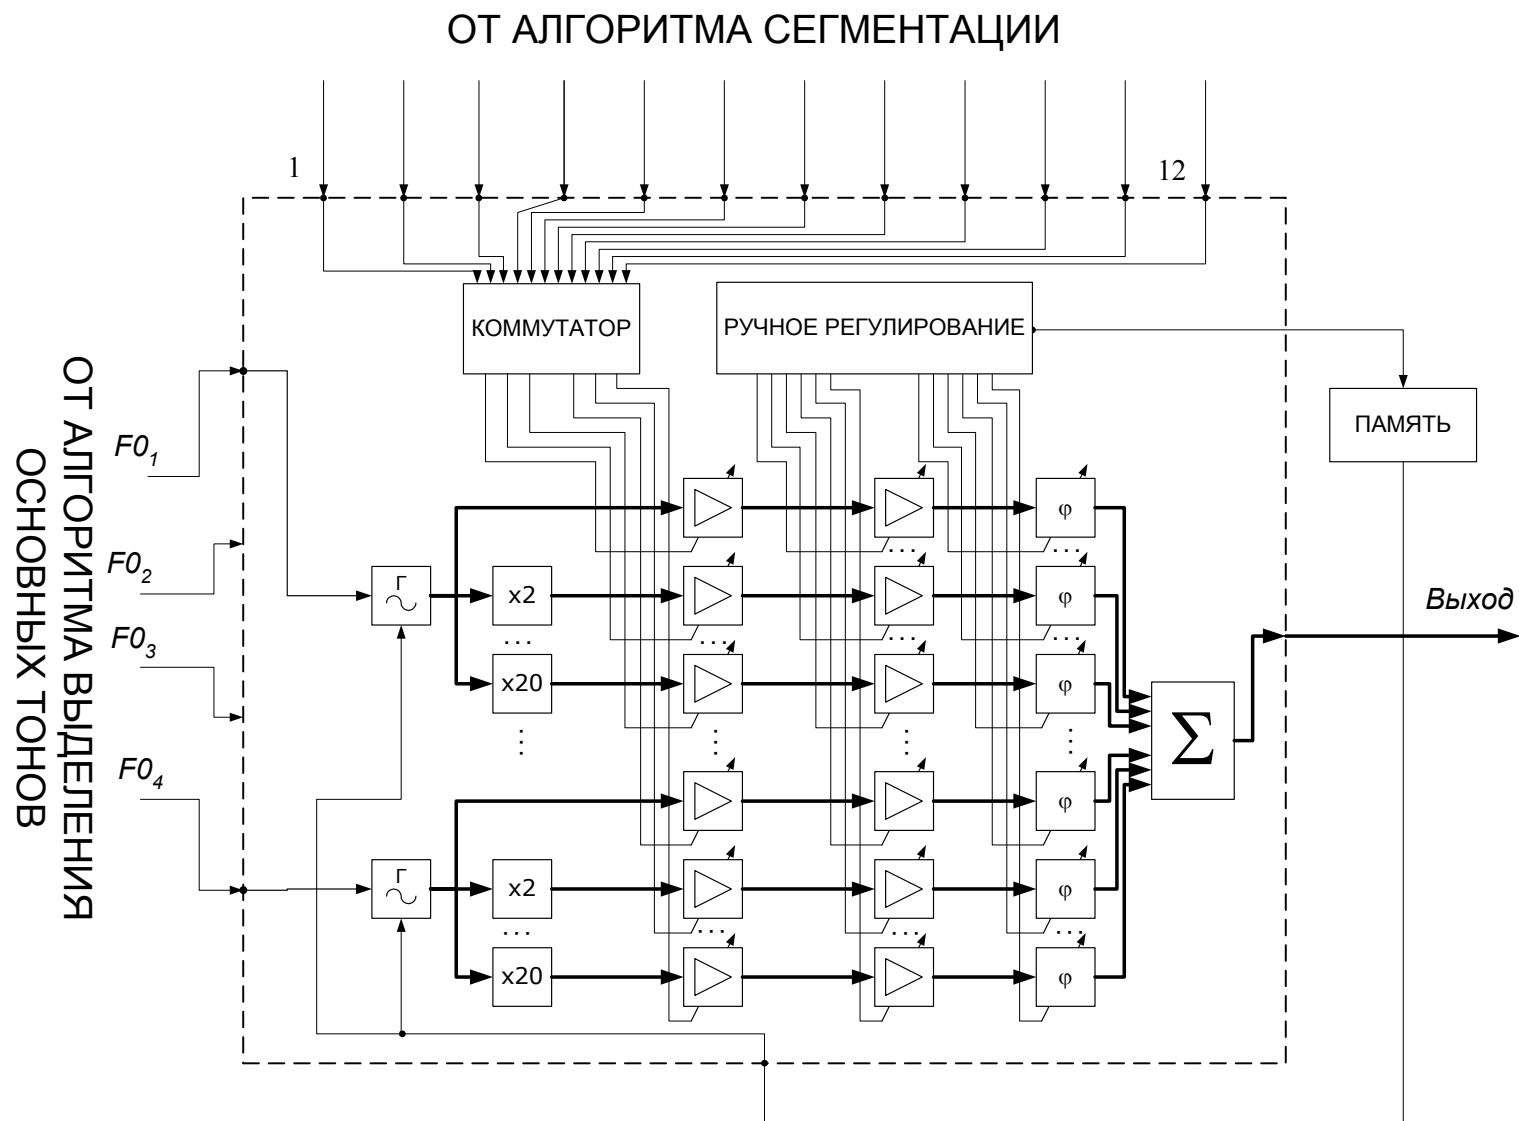 ОТ АЛГОРИТМА СЕГМЕНТАЦИИ
1
12
КОММУТАТОР
РУЧНОЕ РЕГУЛИРОВАНИЕ
ПАМЯТЬ
ОТ АЛГОРИТМА ВЫДЕЛЕНИЯ
ОСНОВНЫХ ТОНОВ
F0₁
F0₂
F0₃
F0₄
φ
... ...
Г
x2
φ
Выход
... ... ...
x20
φ
Σ
... ... ... ...
φ
Г
x2
φ
... ... ... ...
x20
φ